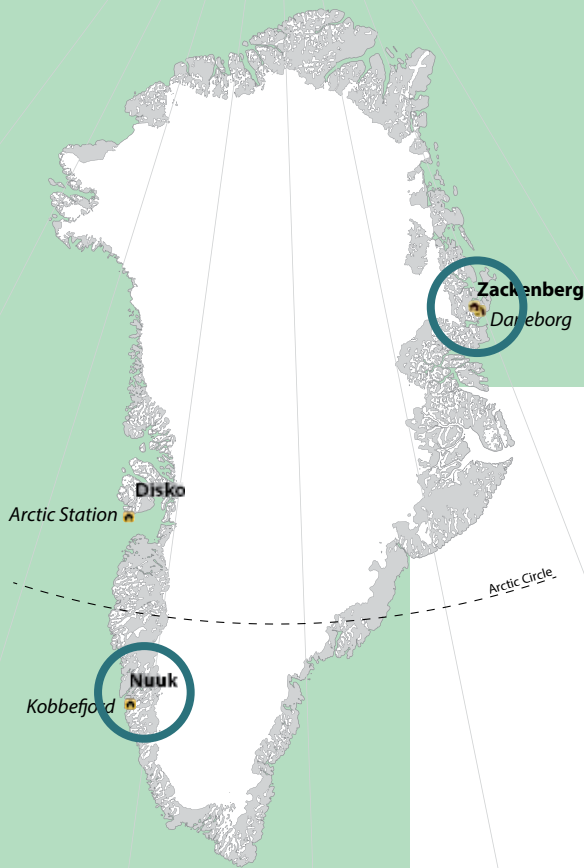 Zackenberg
Daneborg
Disko
Arctic Station
Arctic Circle
Nuuk
Kobbefjord